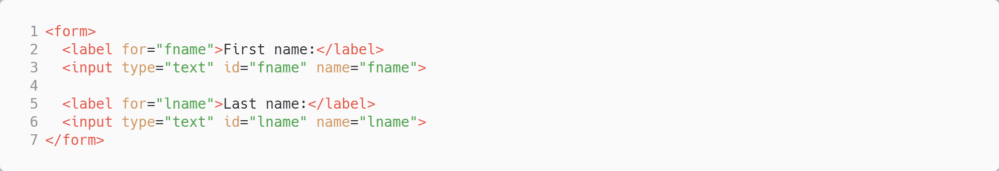 1 <form>
2   <label for="fname">First name:</label>
3   <input type="text" id="fname" name="fname">
4
5   <label for="lname">Last name:</label>
6   <input type="text" id="lname" name="lname">
7 </form>